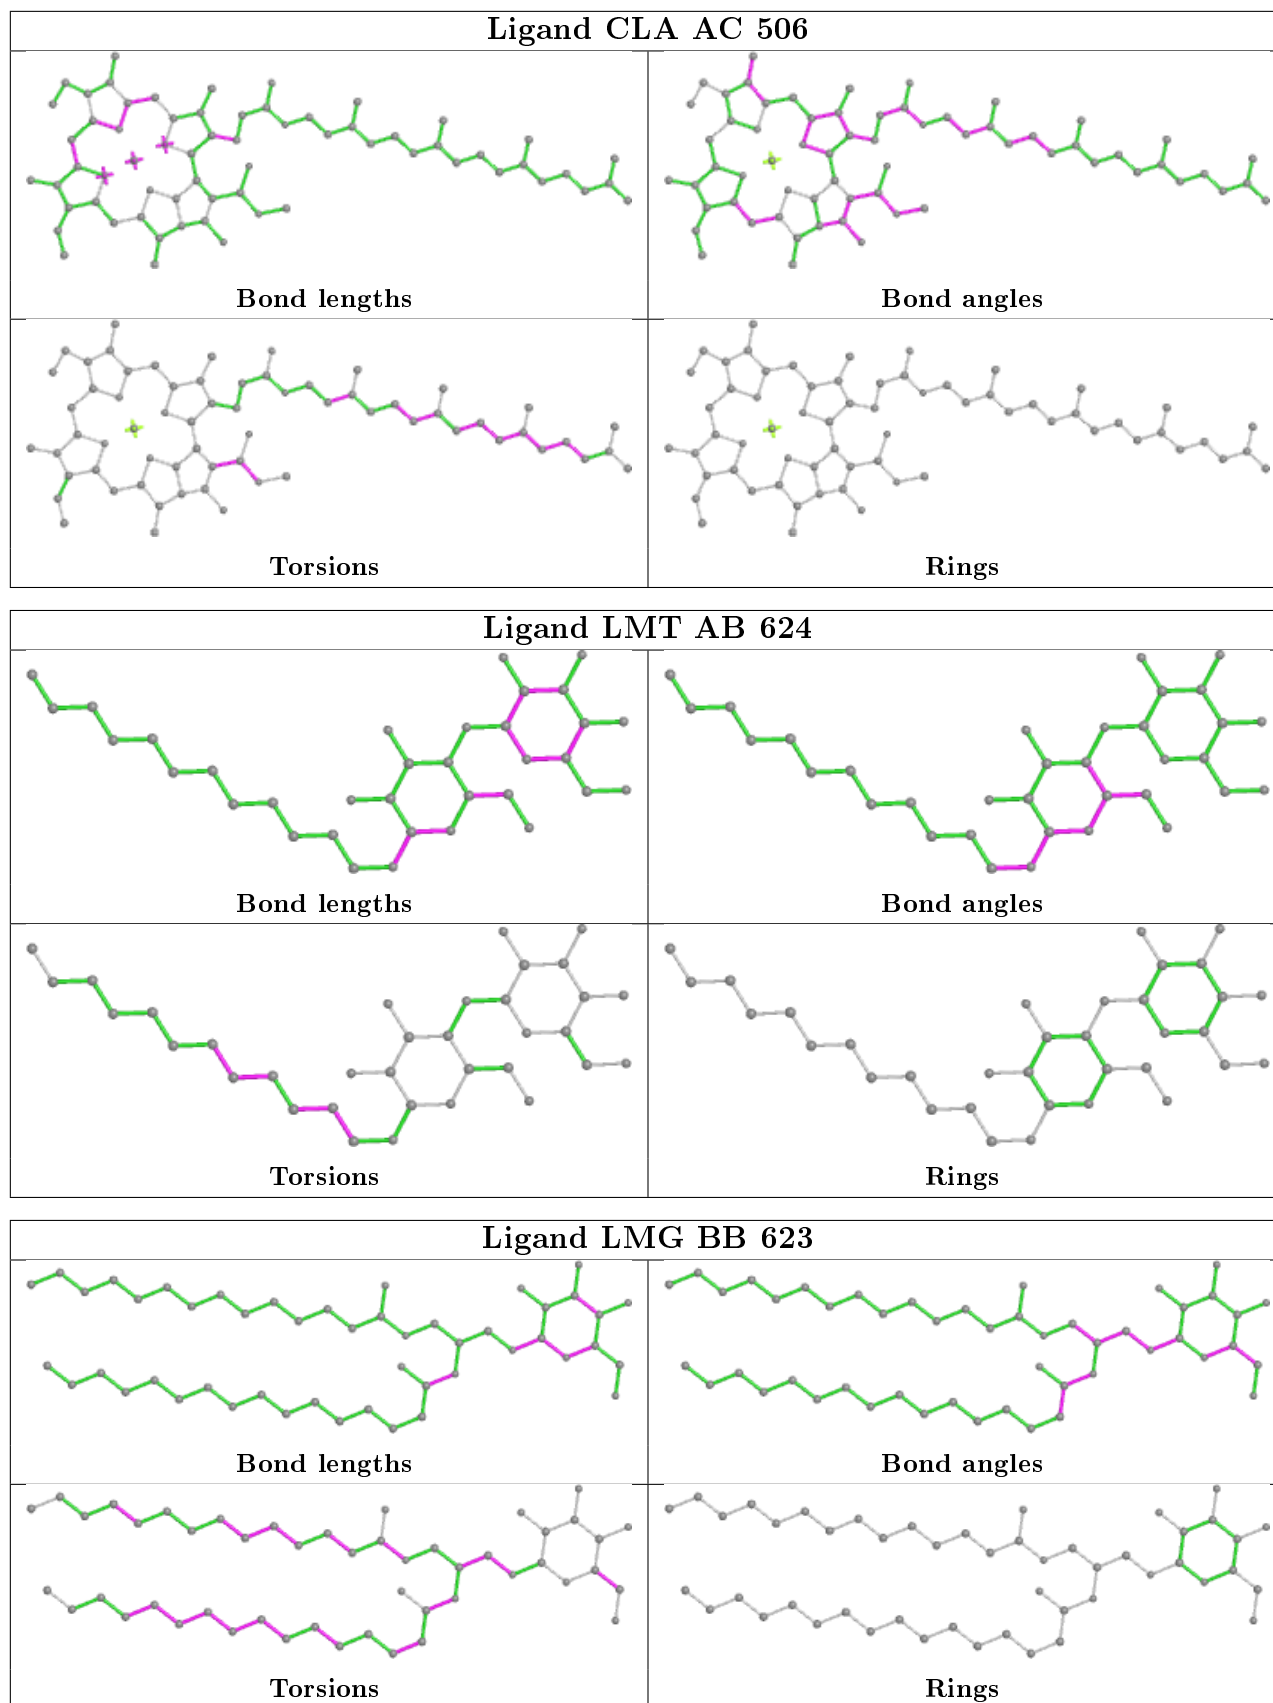 Ligand CLA AC 506
Bond lengths
Bond angles
Torsions
Rings
Ligand LMT AB 624
Bond lengths
Bond angles
Torsions
Rings
Ligand LMG BB 623
Bond lengths
Bond angles
Torsions
Rings